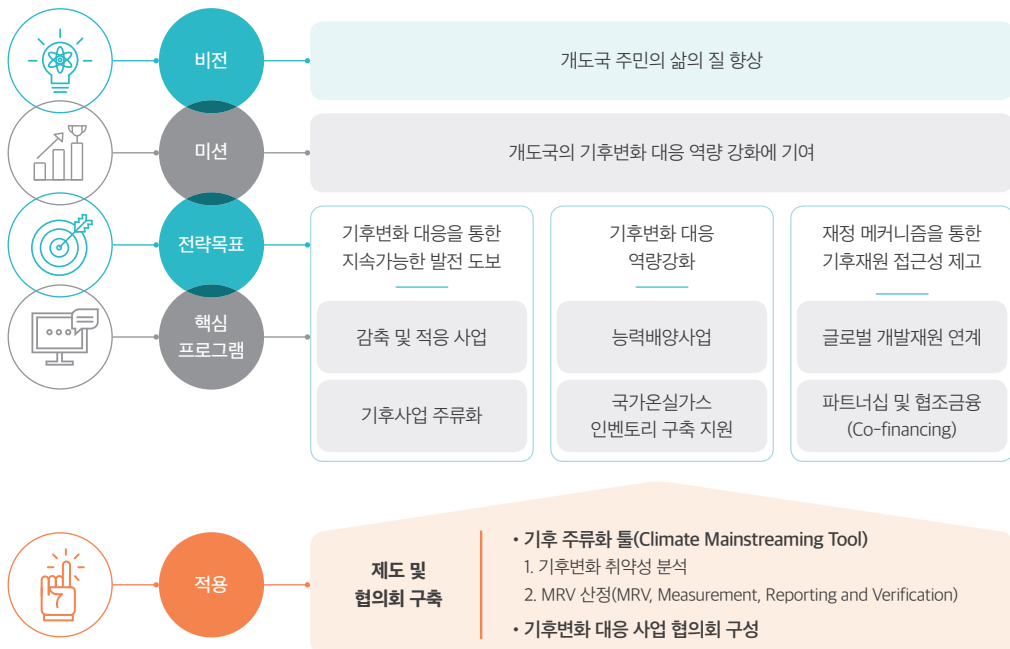 비전
개도국 주민의 삶의 질 향상
미션
개도국의 기후변화 대응 역량 강화에 기여
전략목표
기후변화 대응을 통한
지속가능한 발전 도보
기후변화 대응
역량강화
재정 메커니즘을 통한
기후재원 접근성 제고
핵심
프로그램
감축 및 적응 사업
능력배양사업
글로벌 개발재원 연계
기후사업 주류화
국가온실가스
인벤토리 구축 지원
파트너십 및 협조금융
(Co-financing)
적용
제도 및
협의회 구축
• 기후 주류화 툴(Climate Mainstreaming Tool)
1. 기후변화 취약성 분석
2. MRV 산정(MRV, Measurement, Reporting and Verification)
• 기후변화 대응 사업 협의회 구성